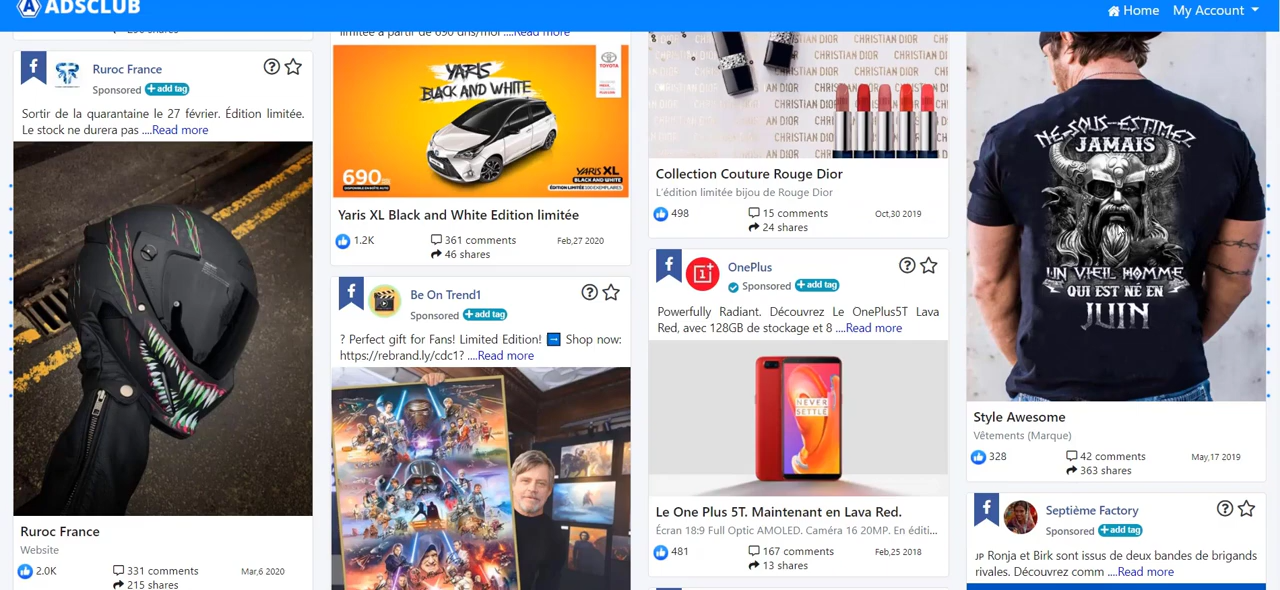 ADSCLUB
Home
My Account
Ruroc France
Sponsored + add tag
Sortir de la quarantaine le 27 février. Édition limitée.
Le stock ne durera pas ....Read more
Ruroc France
Website
2.0K
331 comments
215 shares
Mar,6 2020
YARIS
BLACK AND WHITE
TOYOTA
690
YARIS XL
BLACK AND WHITE
Yaris XL Black and White Edition limitée
1.2K
361 comments
46 shares
Feb,27 2020
Be On Trend1
Sponsored + add tag
? Perfect gift for Fans! Limited Edition! ➡ Shop now:
https://rebrand.ly/cdc1? ....Read more
CHRISTIAN DIOR
Collection Couture Rouge Dior
L'édition limitée bijou de Rouge Dior
498
15 comments
24 shares
Oct,30 2019
OnePlus
Sponsored + add tag
Powerfully Radiant. Découvrez Le OnePlus5T Lava
Red, avec 128GB de stockage et 8 ....Read more
NEVER
SETTLE
Le One Plus 5T. Maintenant en Lava Red.
Écran 18:9 Full Optic AMOLED. Caméra 16 20MP. En éditi...
481
167 comments
13 shares
Feb,25 2018
NE-SOUS-ESTIMEZ
JAMAIS
UN VIEIL HOMME
QUI EST NÉ EN
JUIN
Style Awesome
Vêtements (Marque)
328
42 comments
363 shares
May,17 2019
Septième Factory
Sponsored + add tag
JP Ronja et Birk sont issus de deux bandes de brigands
rivales. Découvrez comm ....Read more